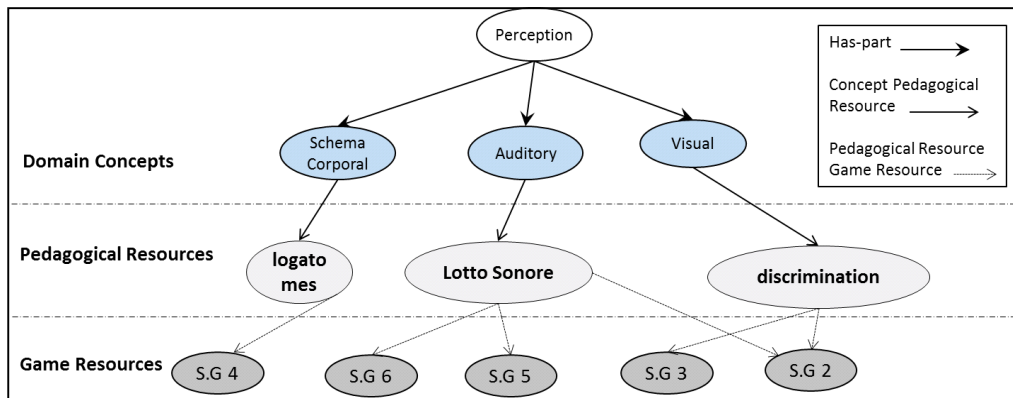 Perception
Has-part
Concept Pedagogical
Resource
Pedagogical Resource
Game Resource
Domain Concepts
Schema
Corporal
Auditory
Visual
Pedagogical Resources
logato
mes
Lotto Sonore
discrimination
Game Resources
S.G 4
S.G 6
S.G 5
S.G 3
S.G 2